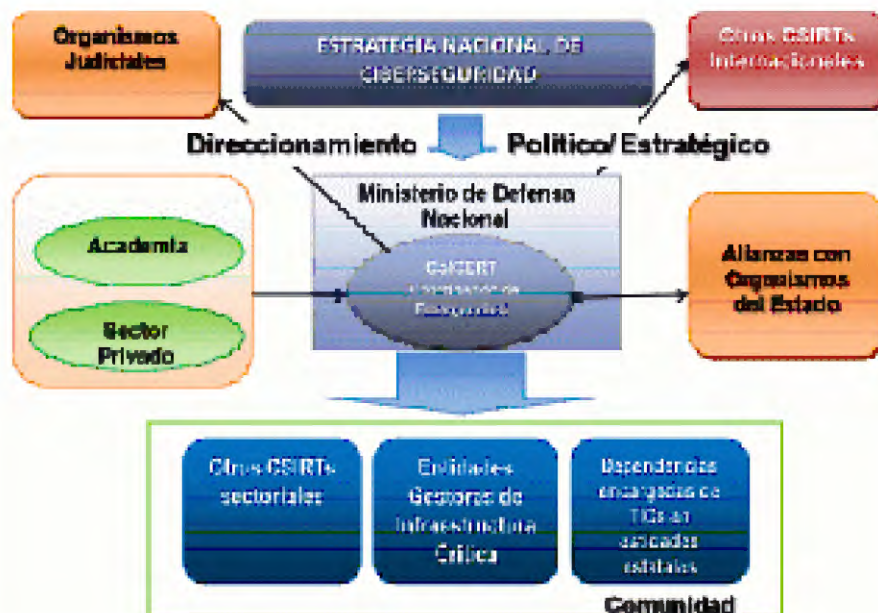 Organismos
Judiciales
ESTRATEGIA NACIONAL DE
CIBERSEGURIDAD
Otros CSIRTs
Internacionales
Direccionamiento
Político/Estratégico
Ministerio de Defensa
Nacional
Academia
Sector
Privado
ColCERT
Coordinación de
Alianzas con
Organismos
del Estado
Otros CSIRTs
sectoriales
Entidades
Gestoras de
Infraestructura
Crítica
Dependencias
encargadas de
TICs en
entidades
estatales
Comunidad